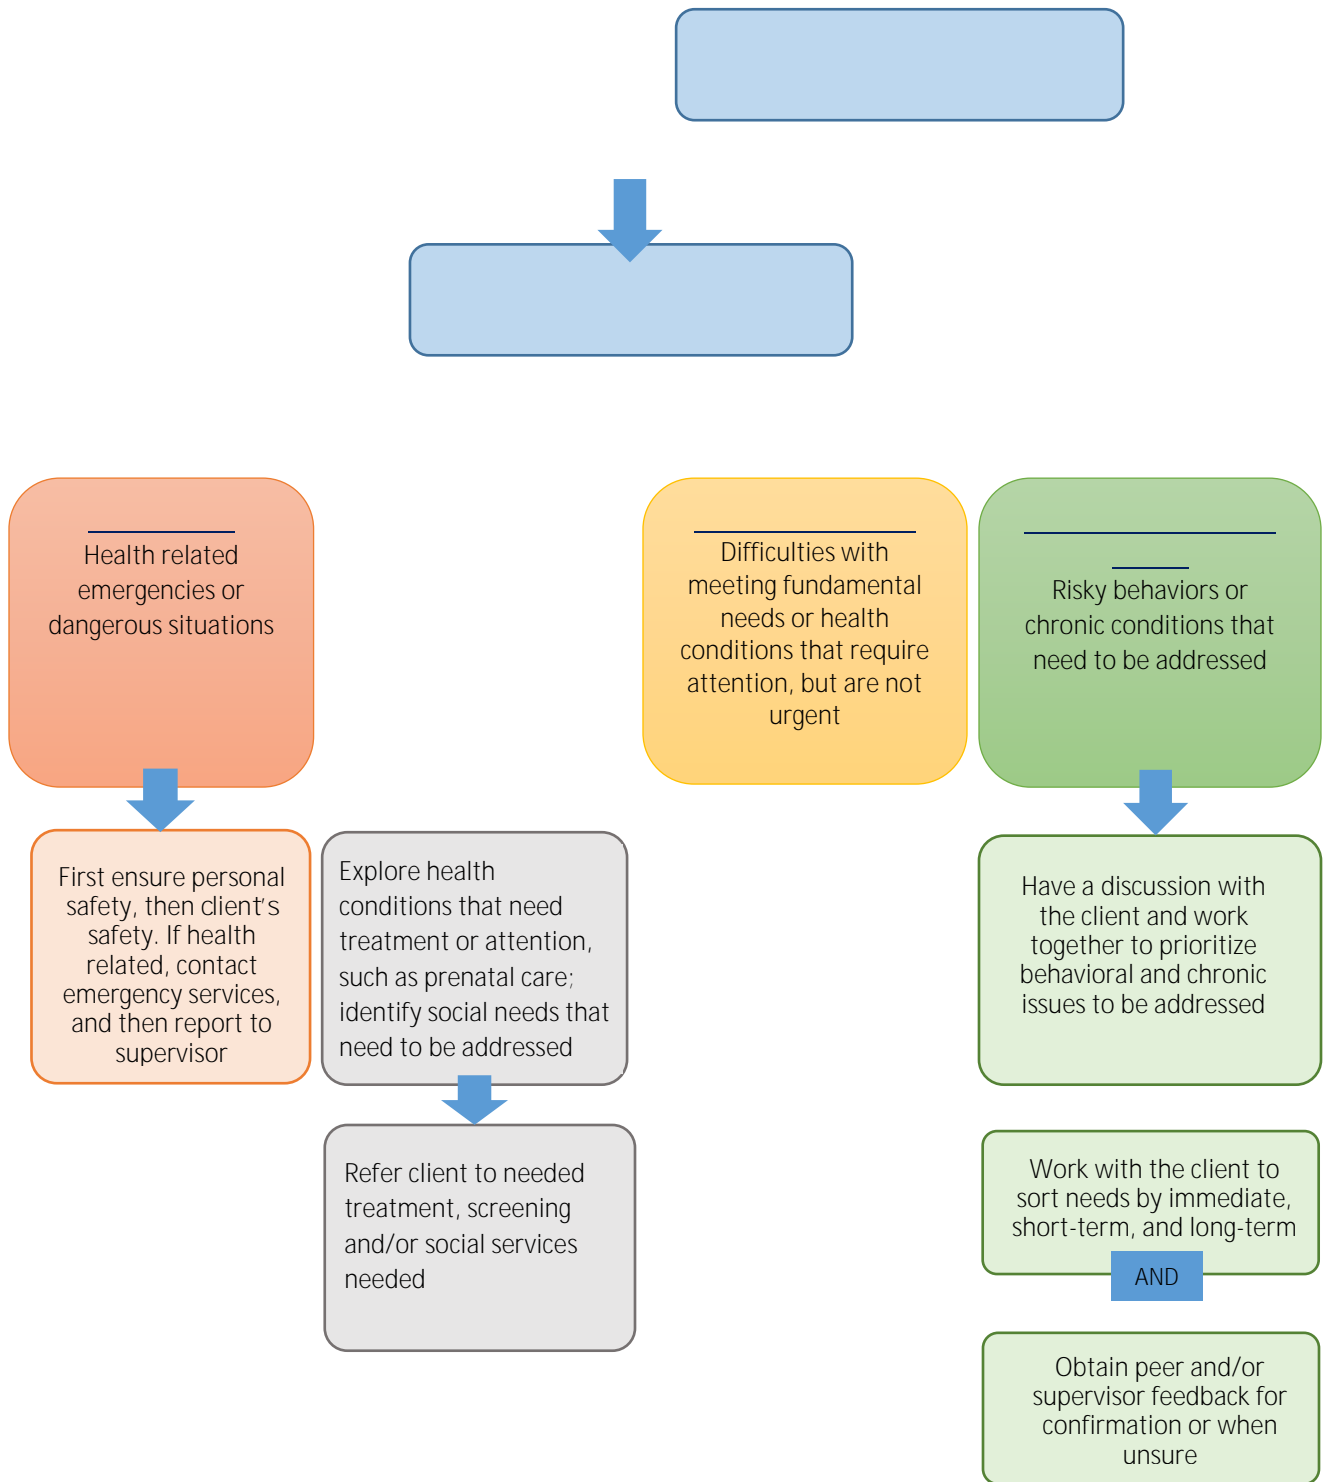 Health related
emergencies or
dangerous situations
Difficulties with
meeting fundamental
needs or health
conditions that require
attention, but are not
urgent
Risky behaviors or
chronic conditions that
need to be addressed
First ensure personal
safety, then client's
safety. If health
related, contact
emergency services,
and then report to
supervisor
Explore health
conditions that need
treatment or attention,
such as prenatal care;
identify social needs that
need to be addressed
Have a discussion with
the client and work
together to prioritize
behavioral and chronic
issues to be addressed
Refer client to needed
treatment, screening
and/or social services
needed
Work with the client to
sort needs by immediate,
short-term, and long-term
AND
Obtain peer and/or
supervisor feedback for
confirmation or when
unsure